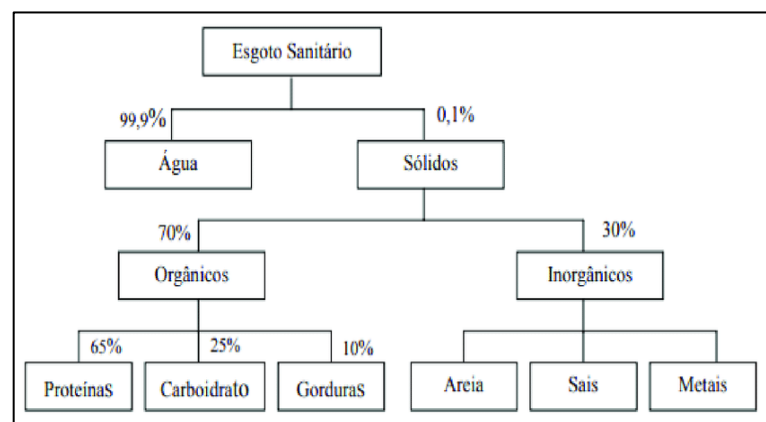 Esgoto Sanitário
99,9%
0,1%
Água
Sólidos
70%
30%
Orgânicos
Inorgânicos
65%
25%
10%
Proteínas
Carboidrato
Gorduras
Areia
Sais
Metais